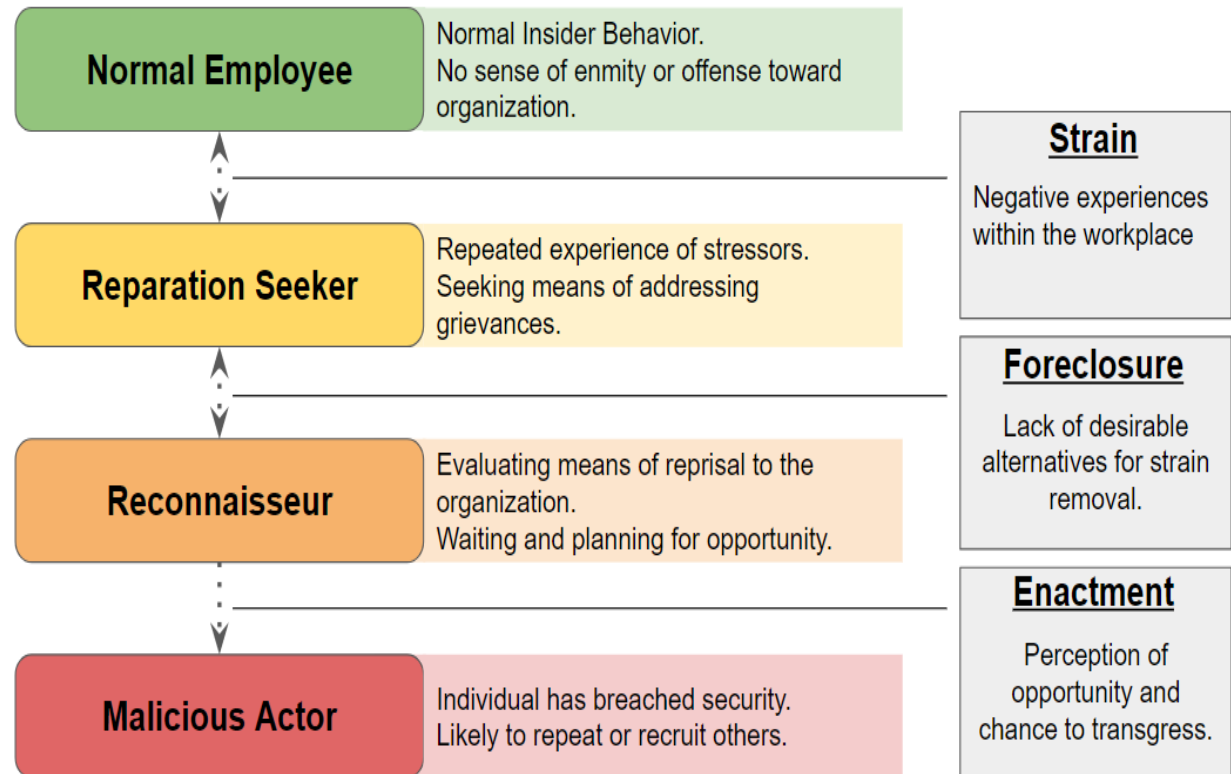 Normal Employee
Normal Insider Behavior.
No sense of enmity or offense toward
organization.
Strain
Negative experiences
within the workplace
Reparation Seeker
Repeated experience of stressors.
Seeking means of addressing
grievances.
Foreclosure
Lack of desirable
alternatives for strain
removal.
Reconnaisseur
Evaluating means of reprisal to the
organization.
Waiting and planning for opportunity.
Enactment
Perception of
opportunity and
chance to transgress.
Malicious Actor
Individual has breached security.
Likely to repeat or recruit others.